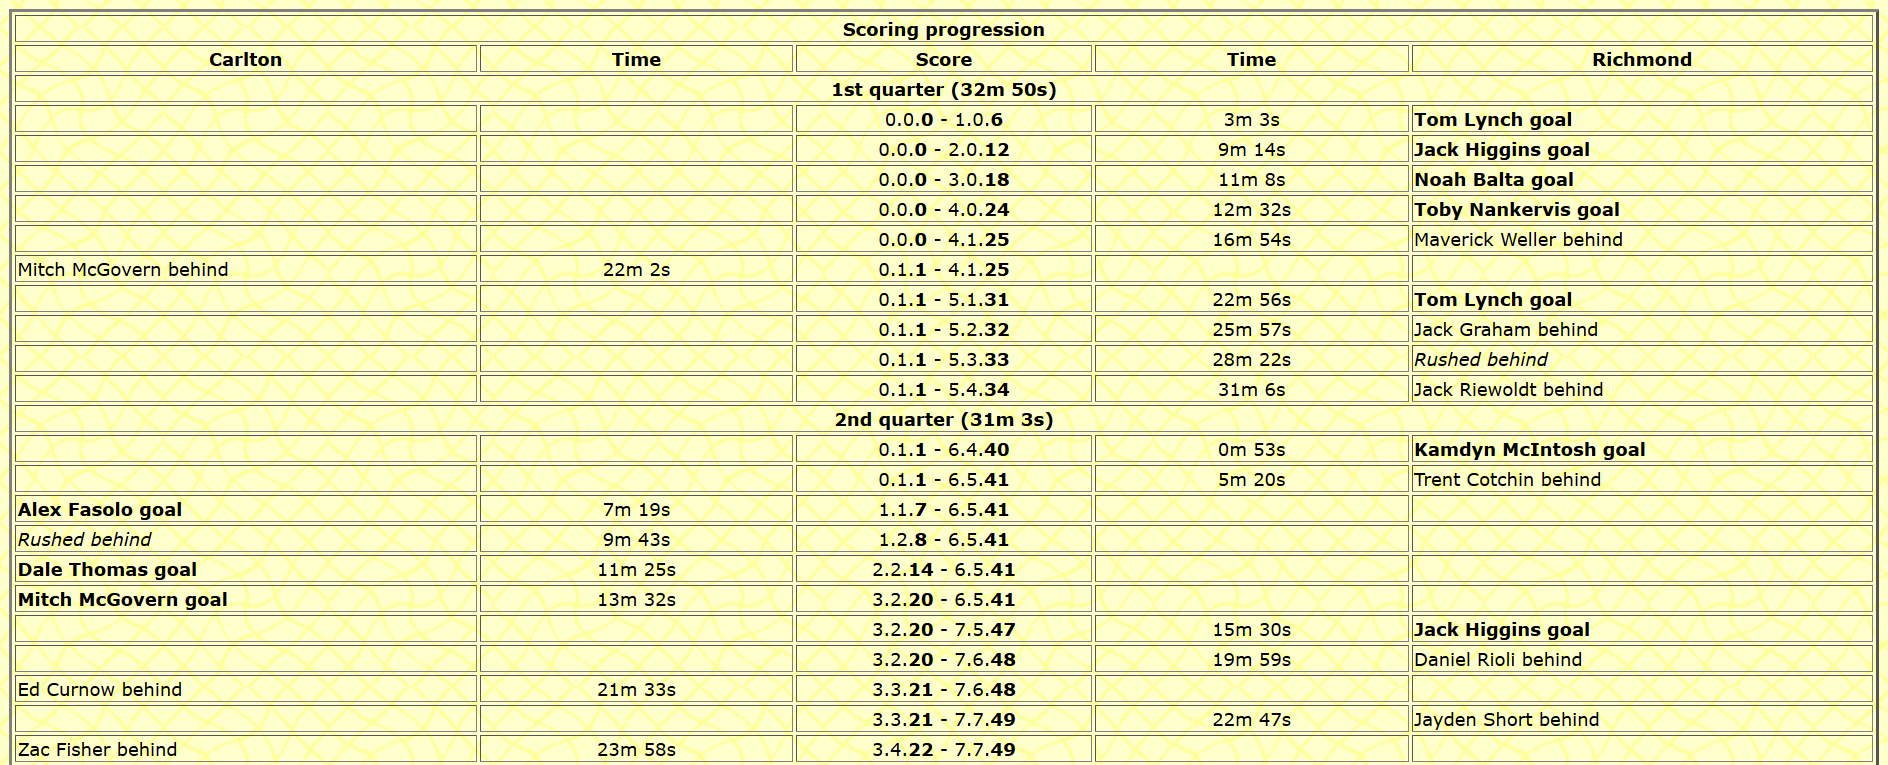 Scoring progression
Carlton Time Score Time Richmond
1st quarter (32m 50s)
0.0.0 - 1.0.6 3m 3s Tom Lynch goal
0.0.0 - 2.0.12 9m 14s Jack Higgins goal
0.0.0 - 3.0.18 11m 8s Noah Balta goal
0.0.0 - 4.0.24 12m 32s Toby Nankervis goal
0.0.0 - 4.1.25 16m 54s Maverick Weller behind
Mitch McGovern behind 22m 2s 0.1.1 - 4.1.25
0.1.1 - 5.1.31 22m 56s Tom Lynch goal
0.1.1 - 5.2.32 25m 57s Jack Graham behind
0.1.1 - 5.3.33 28m 22s Rushed behind
0.1.1 - 5.4.34 31m 6s Jack Riewoldt behind
2nd quarter (31m 3s)
0.1.1 - 6.4.40 0m 53s Kamdyn McIntosh goal
0.1.1 - 6.5.41 5m 20s Trent Cotchin behind
Alex Fasolo goal 7m 19s 1.1.7 - 6.5.41
Rushed behind 9m 43s 1.2.8 - 6.5.41
Dale Thomas goal 11m 25s 2.2.14 - 6.5.41
Mitch McGovern goal 13m 32s 3.2.20 - 6.5.41
3.2.20 - 7.5.47 15m 30s Jack Higgins goal
3.2.20 - 7.6.48 19m 59s Daniel Rioli behind
Ed Curnow behind 21m 33s 3.3.21 - 7.6.48
3.3.21 - 7.7.49 22m 47s Jayden Short behind
Zac Fisher behind 23m 58s 3.4.22 - 7.7.49